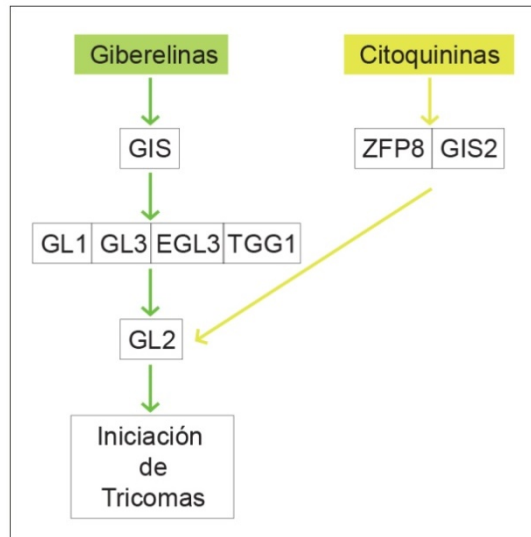 Giberelinas
Citoquininas
GIS
ZFP8 GIS2
GL1 GL3 EGL3 TGG1
GL2
Iniciación
de
Tricomas